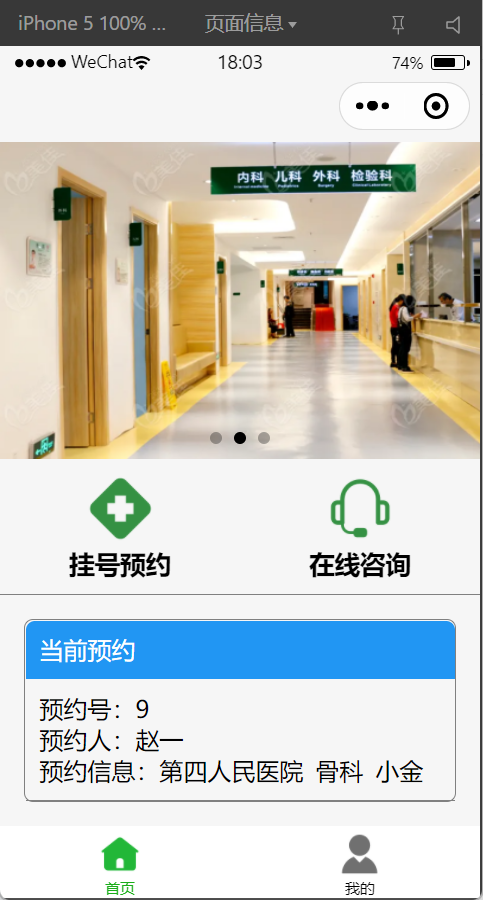 iPhone 5 100% ... 页面信息
WeChat 18:03 74%
内科 儿科 外科 检验科
挂号预约 在线咨询
当前预约
预约号：9
预约人：赵一
预约信息：第四人民医院 骨科 小金
首页 我的